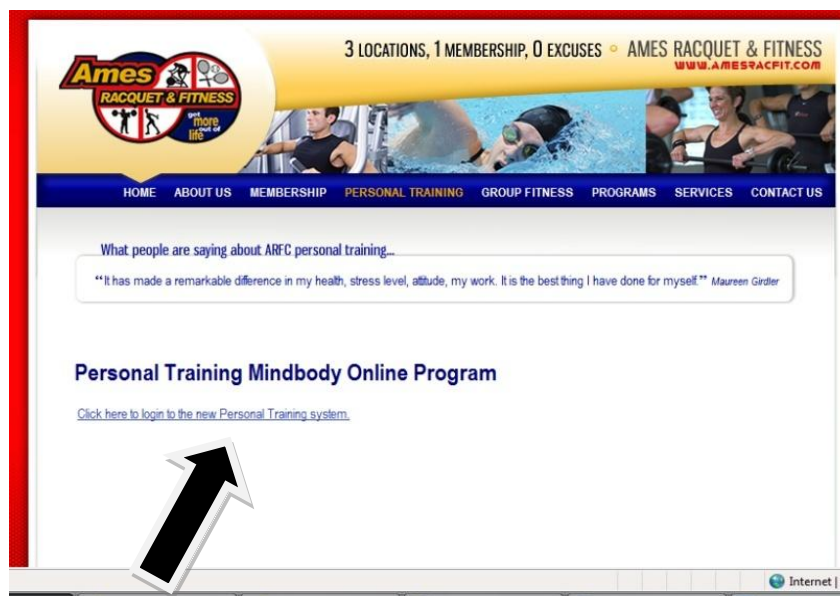 Ames
RACQUET & FITNESS
get
more
out of
life
3 LOCATIONS, 1 MEMBERSHIP, 0 EXCUSES ° AMES RACQUET & FITNESS
WWW.AMESRACFIT.COM
HOME ABOUT US MEMBERSHIP PERSONAL TRAINING GROUP FITNESS PROGRAMS SERVICES CONTACT US
What people are saying about ARFC personal training...
“It has made a remarkable difference in my health, stress level, attitude, my work. It is the best thing I have done for myself.” Maureen Girdler
Personal Training Mindbody Online Program
Click here to login to the new Personal Training system.
Internet |